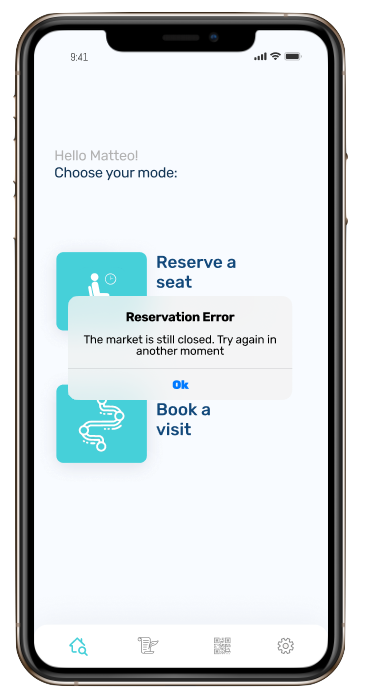 9:41
Hello Matteo!
Choose your mode:
Reserve a
seat
Reservation Error
The market is still closed. Try again in
another moment
Ok
Book a
visit